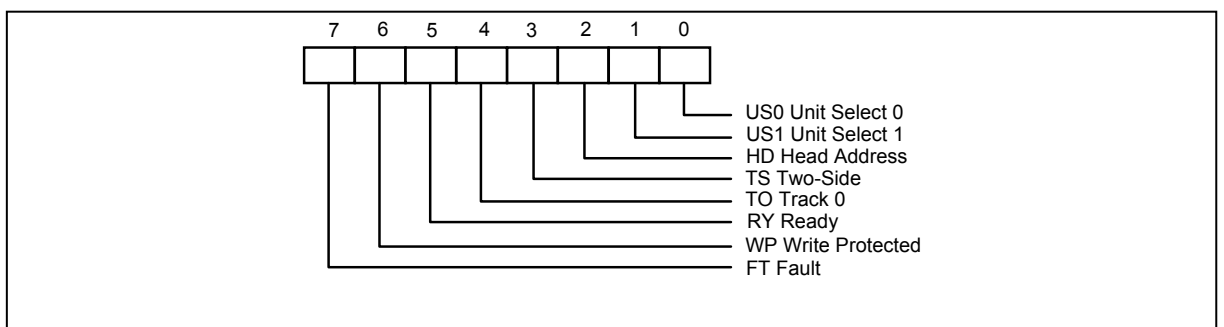 7 6 5 4 3 2 1 0
US0 Unit Select 0
US1 Unit Select 1
HD Head Address
TS Two-Side
TO Track 0
RY Ready
WP Write Protected
FT Fault